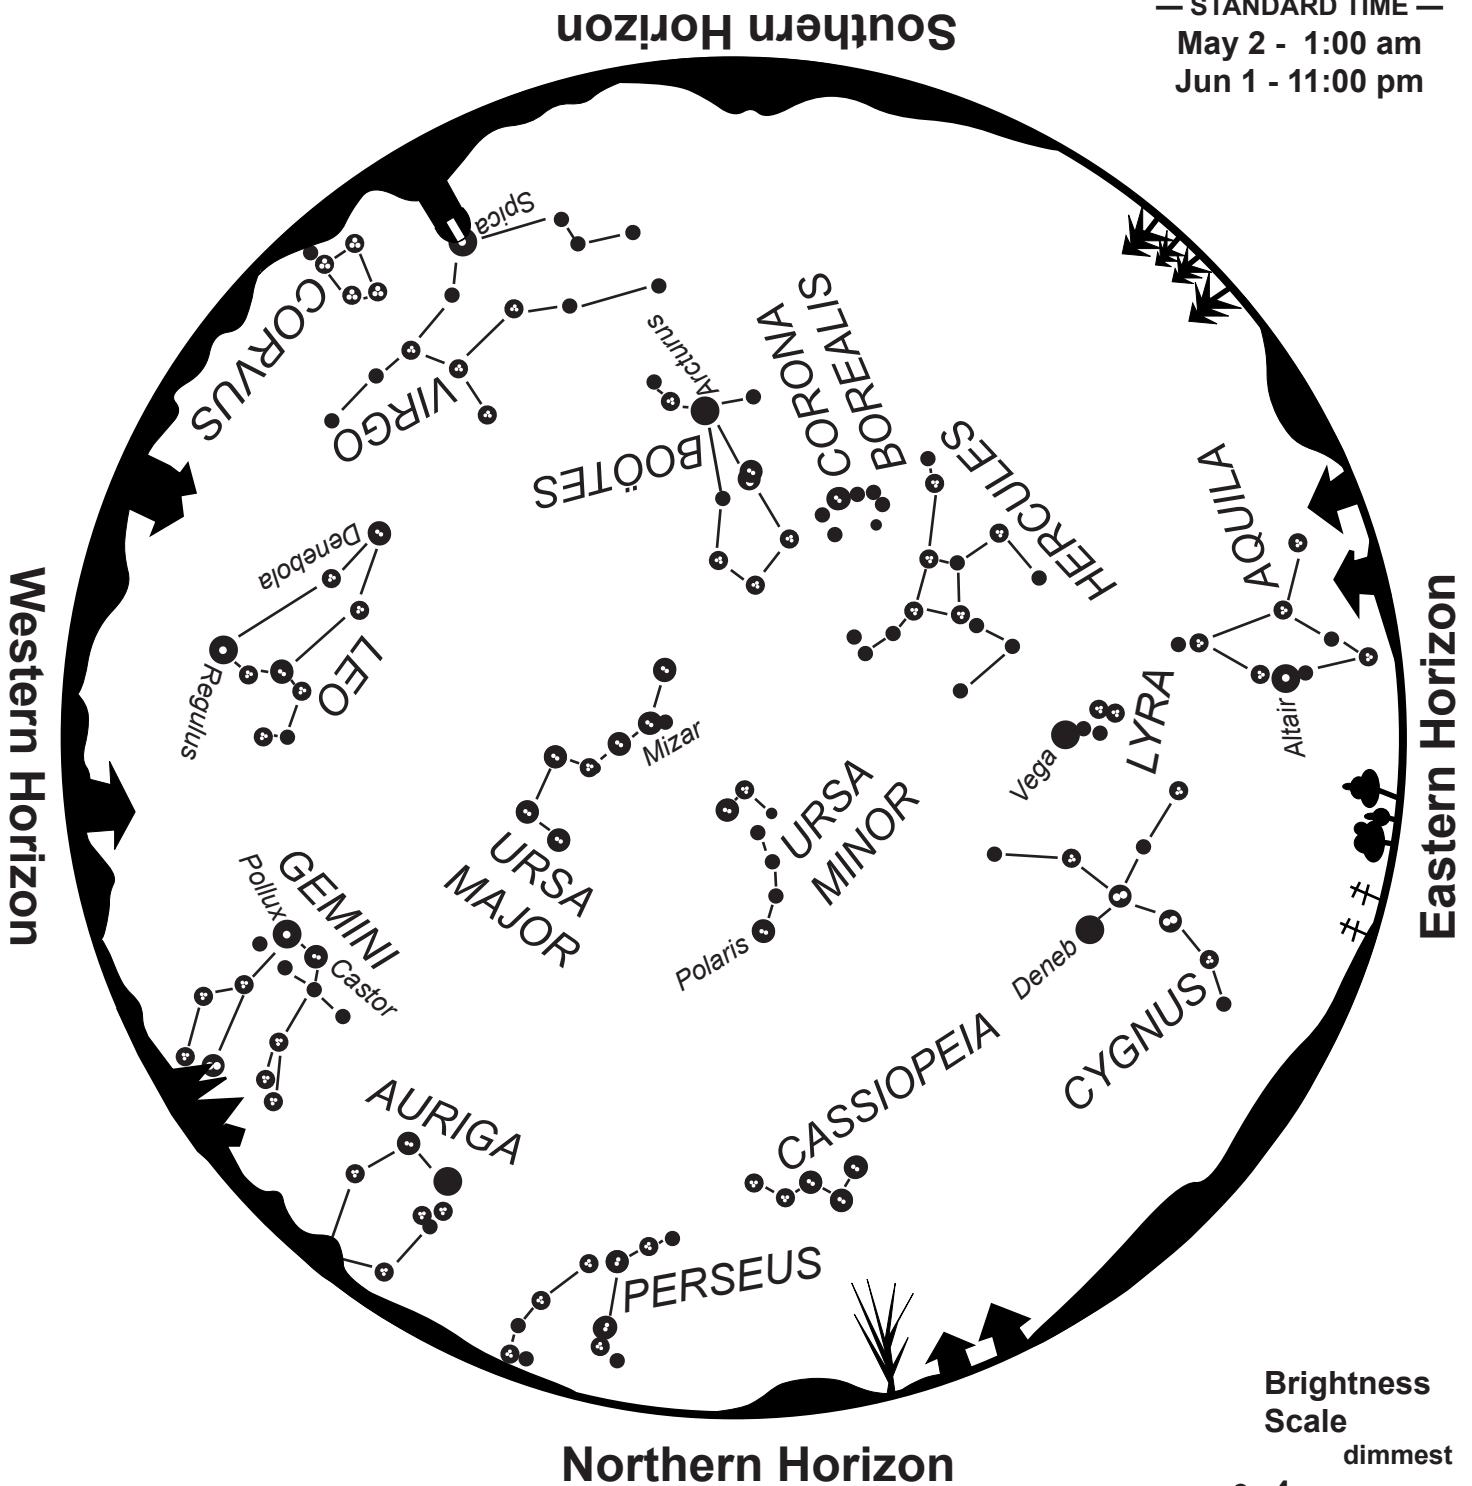 — STANDARD TIME —
May 2 - 1:00 am
Jun 1 - 11:00 pm
Southern Horizon
Spica
CORVUS
VIRGO
Arcturus
BOÖTES
CORONA
BOREALIS
HERCULES
AQUILA
Altair
Denebola
LEO
Regulus
Mizar
URSA
MAJOR
URSA
MINOR
Polaris
Vega
LYRA
Deneb
CYGNUS
GEMINI
Pollux
Castor
AURIGA
CASSIOPEIA
PERSEUS
Western Horizon
Eastern Horizon
Northern Horizon
Brightness
Scale
dimmest